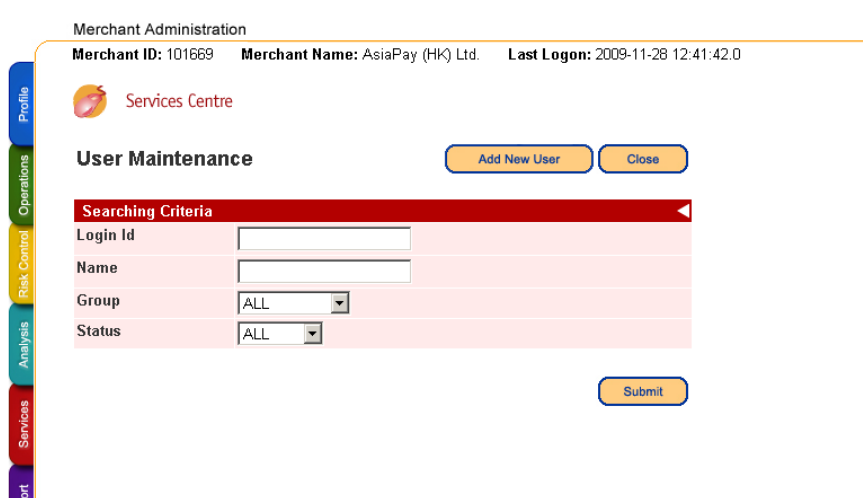 Merchant Administration
Merchant ID: 101669 Merchant Name: AsiaPay (HK) Ltd. Last Logon: 2009-11-28 12:41:42.0
Profile
Services Centre
Operations
User Maintenance Add New User Close
Searching Criteria
Risk Control
Login Id
Name
Group ALL
Status ALL
Analysis
Submit
Services